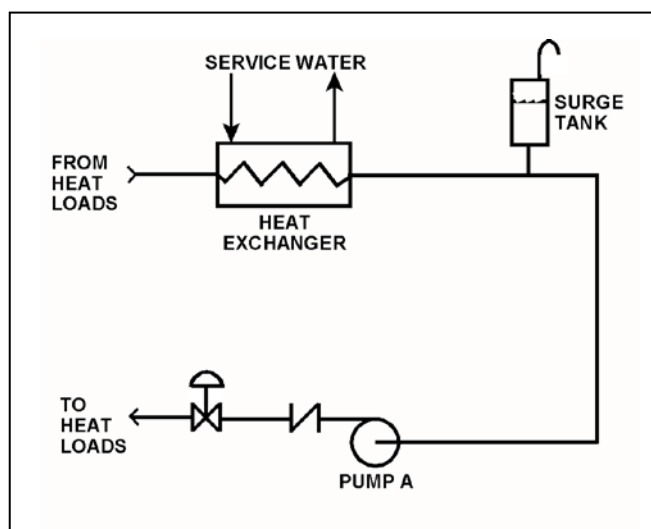 SERVICE WATER
SURGE
TANK
FROM
HEAT
LOADS
HEAT
EXCHANGER
TO
HEAT
LOADS
PUMP A